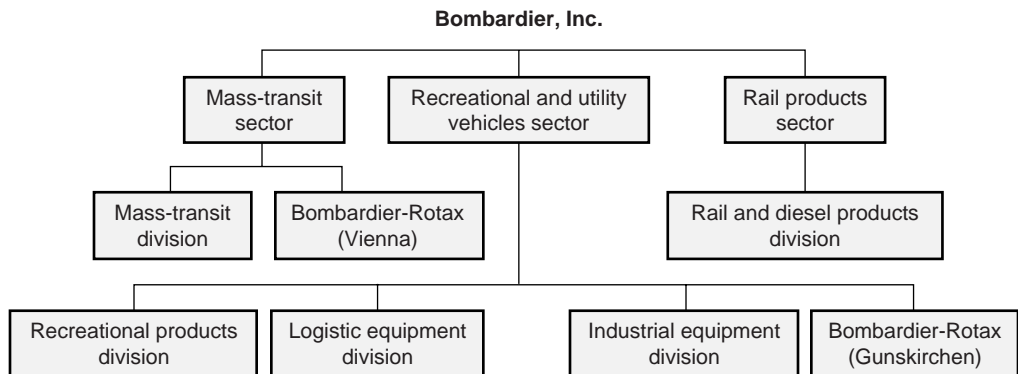 Bombardier, Inc.
Mass-transit
sector
Recreational and utility
vehicles sector
Rail products
sector
Mass-transit
division
Bombardier-Rotax
(Vienna)
Rail and diesel products
division
Recreational products
division
Logistic equipment
division
Industrial equipment
division
Bombardier-Rotax
(Gunskirchen)